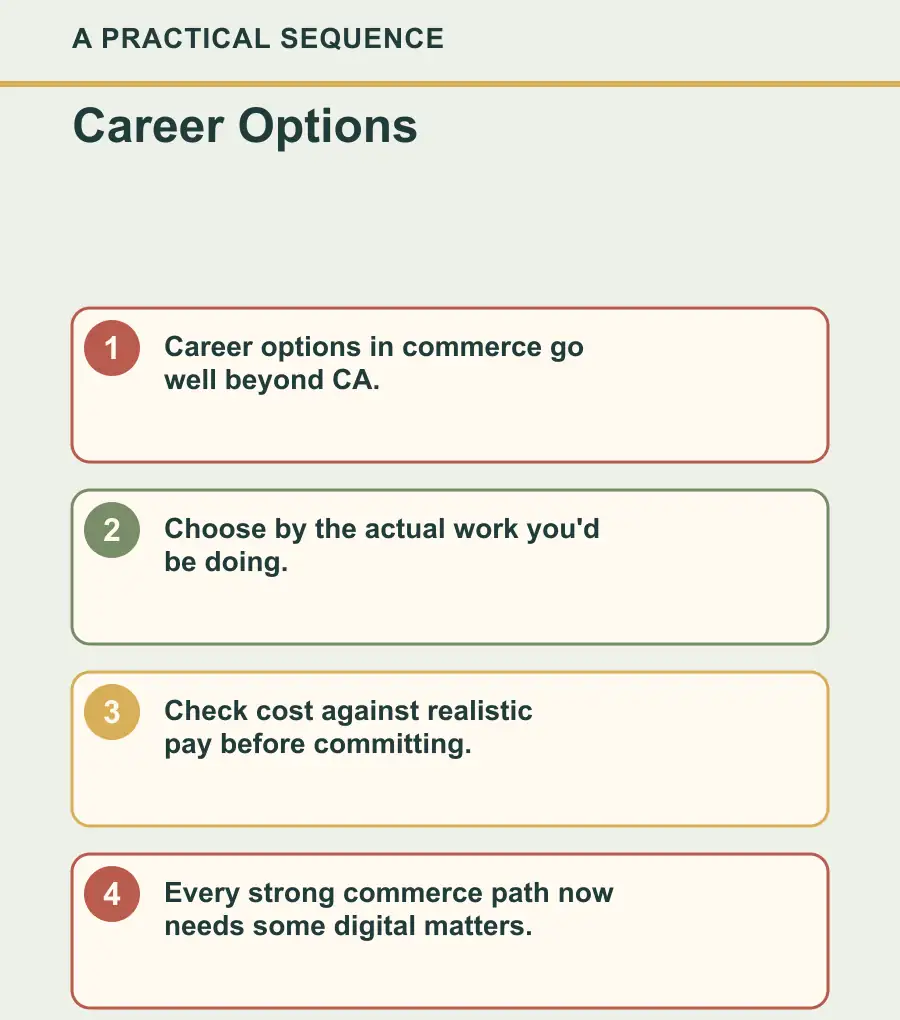 A PRACTICAL SEQUENCE
Career Options
1
Career options in commerce go
well beyond CA.
2
Choose by the actual work you'd
be doing.
3
Check cost against realistic
pay before committing.
4
Every strong commerce path now
needs some digital matters.